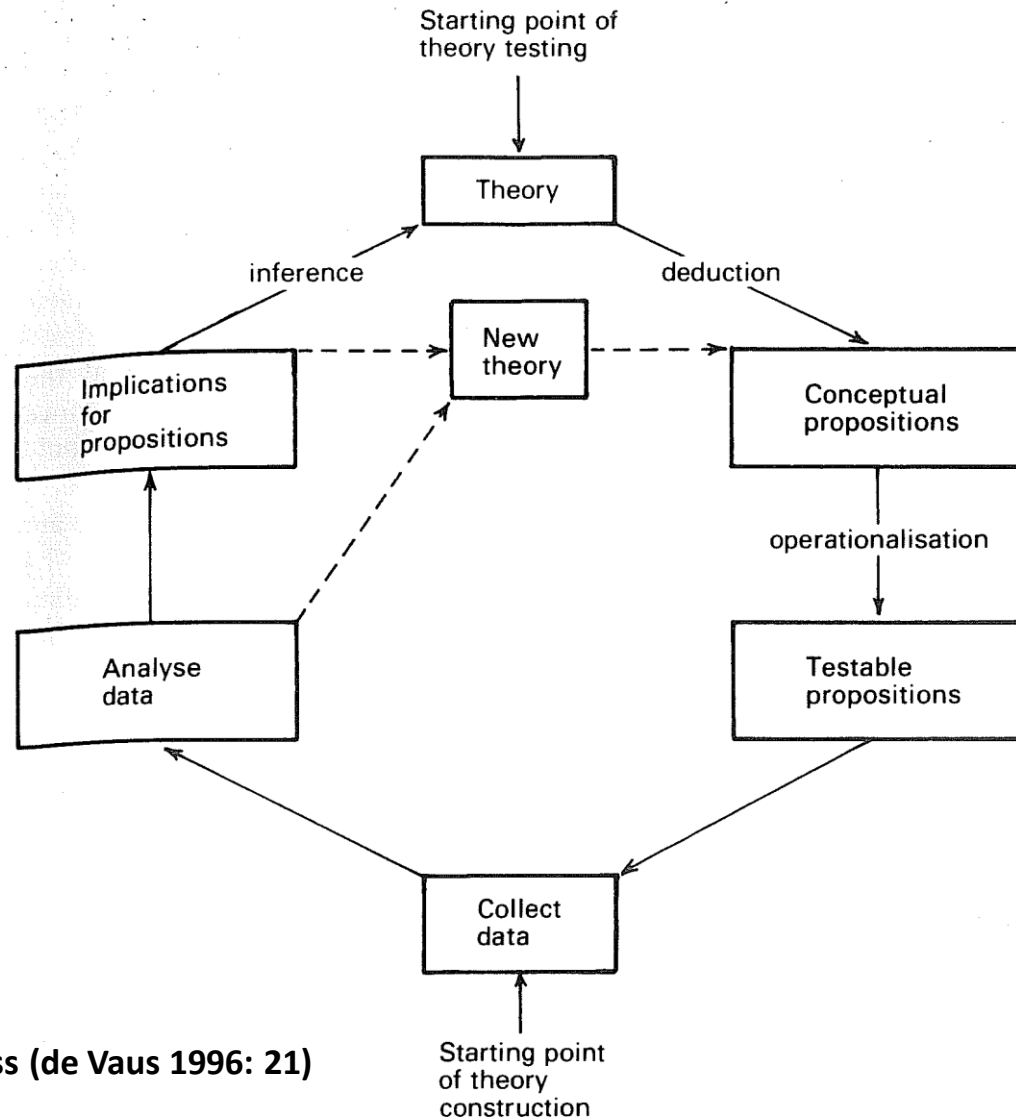 Starting point of
theory testing
Theory
inference
deduction
New
theory
Implications
for
propositions
Conceptual
propositions
operationalisation
Analyse
data
Testable
propositions
Collect
data
ss (de Vaus 1996: 21)
Starting point
of theory
construction